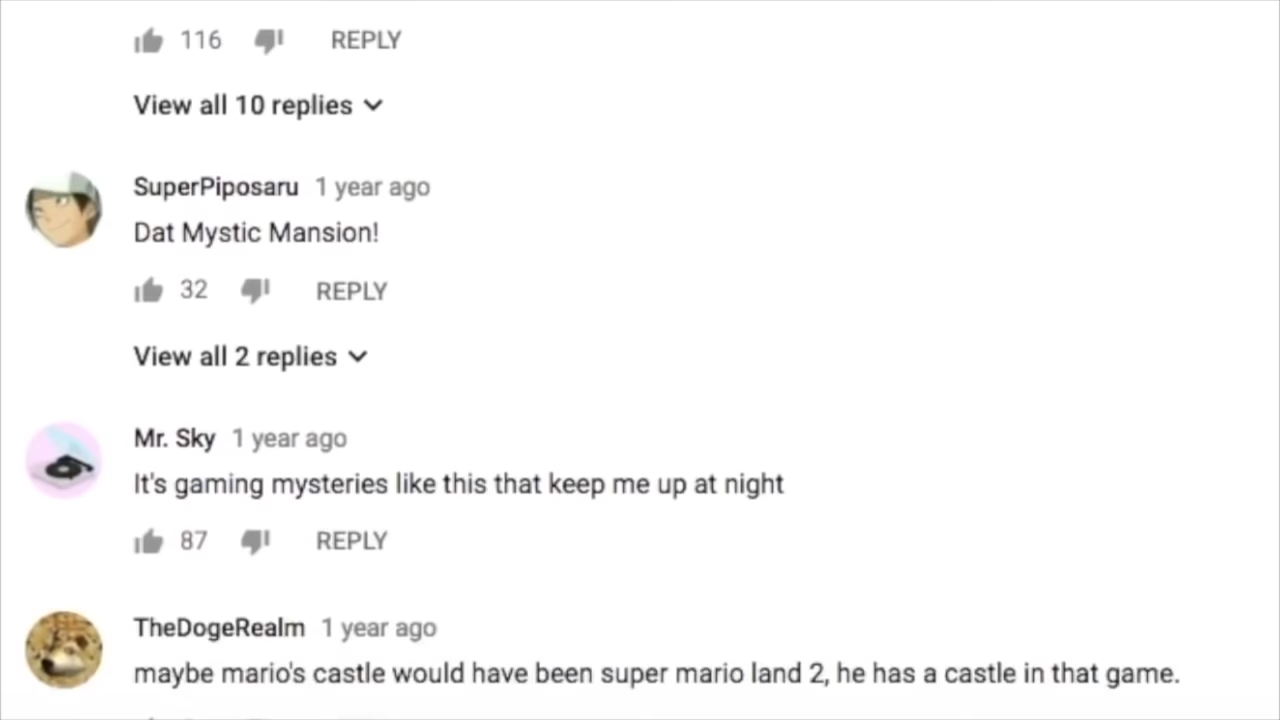 116 REPLY
View all 10 replies
SuperPiposaru 1 year ago
Dat Mystic Mansion!
32 REPLY
View all 2 replies
Mr. Sky 1 year ago
It's gaming mysteries like this that keep me up at night
87 REPLY
TheDogeRealm 1 year ago
maybe mario's castle would have been super mario land 2, he has a castle in that game.